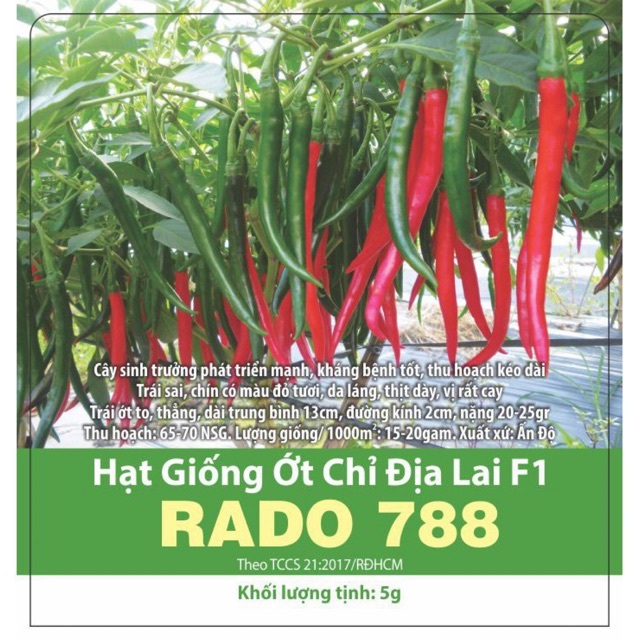 Cây sinh trưởng phát triển mạnh, kháng bệnh tốt, thu hoạch kéo dài
Trái sai, chín có màu đỏ tươi, da láng, thịt dày, vị rất cay
Trái ớt to, thẳng, dài trung bình 13cm, đường kính 2cm, nặng 20-25gr
Thu hoạch: 65-70 NSG. Lượng giống/ 1000m²: 15-20gam. Xuất xứ: Ấn Độ
Hạt Giống Ớt Chỉ Địa Lai F1
RADO 788
Theo TCCS 21:2017/RĐHCM
Khối lượng tịnh: 5g